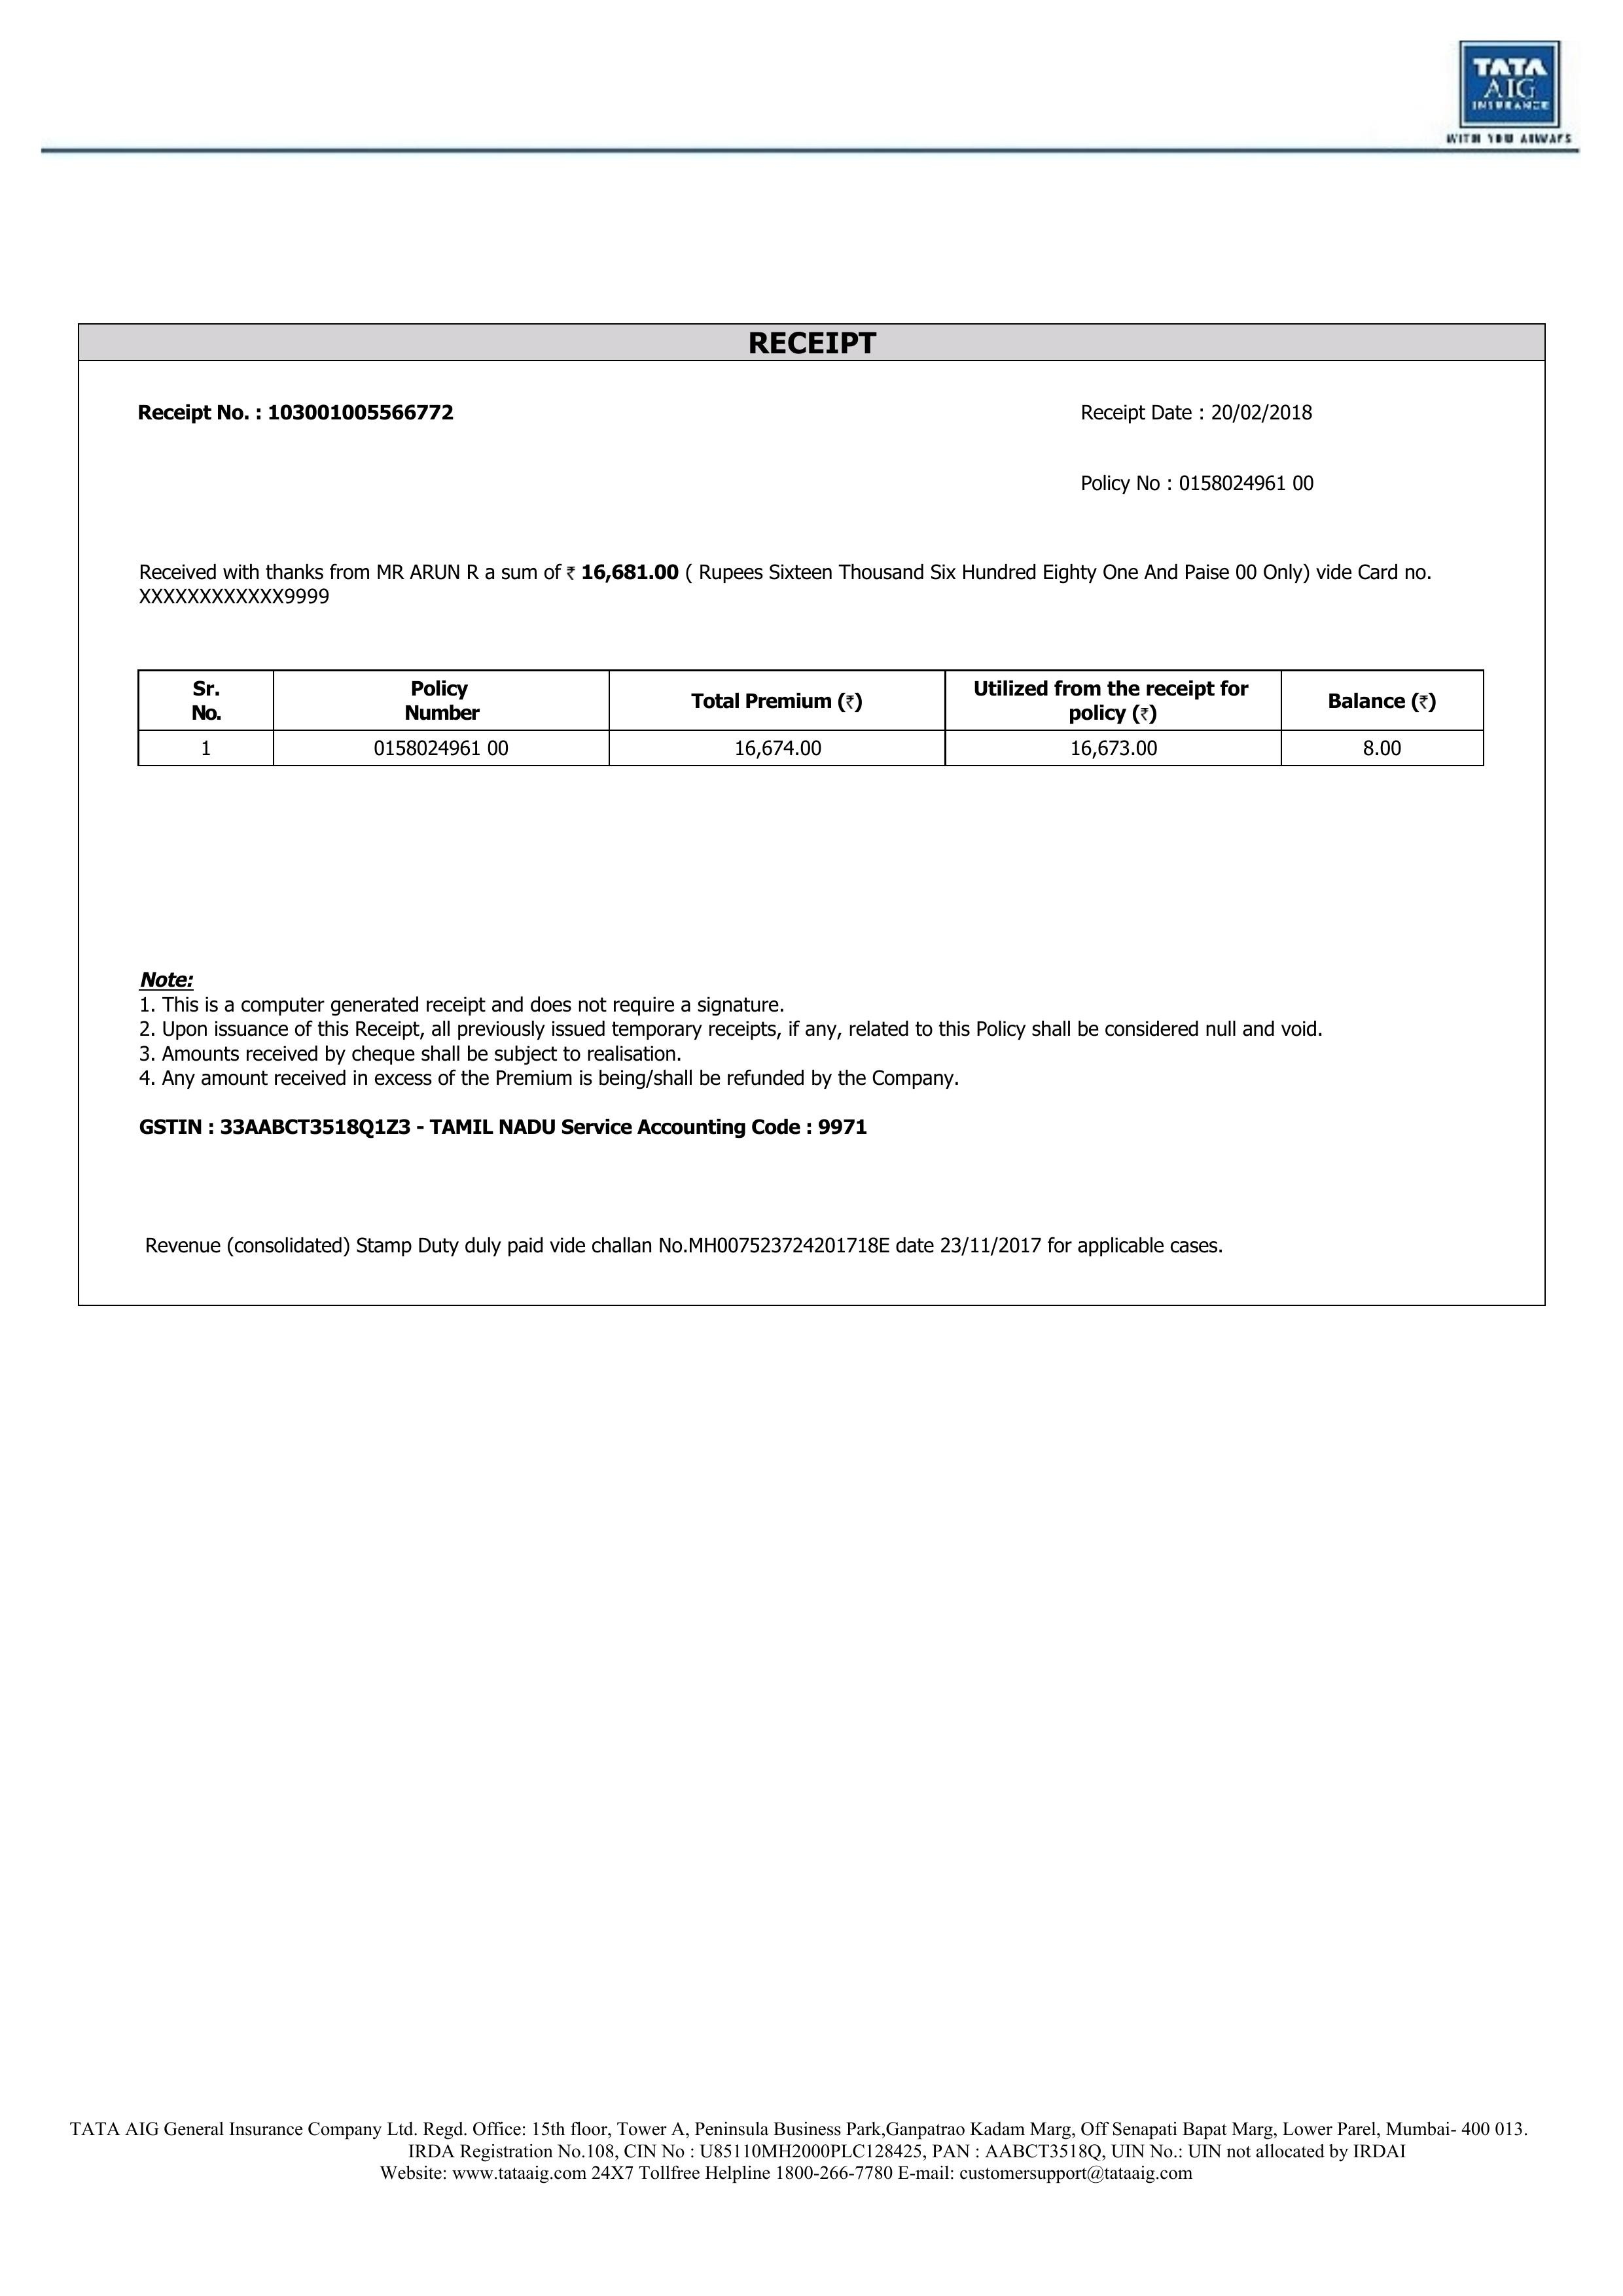 TATA
AIG
INSURANCE
WITH YOU ALWAYS
RECEIPT
Receipt No. : 103001005566772
Receipt Date : 20/02/2018
Policy No : 0158024961 00
Received with thanks from MR ARUN R a sum of ₹ 16,681.00 ( Rupees Sixteen Thousand Six Hundred Eighty One And Paise 00 Only) vide Card no.
XXXXXXXXXXXX9999
Sr. No. Policy Number Total Premium (₹) Utilized from the receipt for policy (₹) Balance (₹)
1 0158024961 00 16,674.00 16,673.00 8.00
Note:
1. This is a computer generated receipt and does not require a signature.
2. Upon issuance of this Receipt, all previously issued temporary receipts, if any, related to this Policy shall be considered null and void.
3. Amounts received by cheque shall be subject to realisation.
4. Any amount received in excess of the Premium is being/shall be refunded by the Company.
GSTIN : 33AABCT3518Q1Z3 - TAMIL NADU Service Accounting Code : 9971
Revenue (consolidated) Stamp Duty duly paid vide challan No.MH007523724201718E date 23/11/2017 for applicable cases.
TATA AIG General Insurance Company Ltd. Regd. Office: 15th floor, Tower A, Peninsula Business Park,Ganpatrao Kadam Marg, Off Senapati Bapat Marg, Lower Parel, Mumbai- 400 013.
IRDA Registration No.108, CIN No : U85110MH2000PLC128425, PAN : AABCT3518Q, UIN No.: UIN not allocated by IRDAI
Website: www.tataaig.com 24X7 Tollfree Helpline 1800-266-7780 E-mail: customersupport@tataaig.com